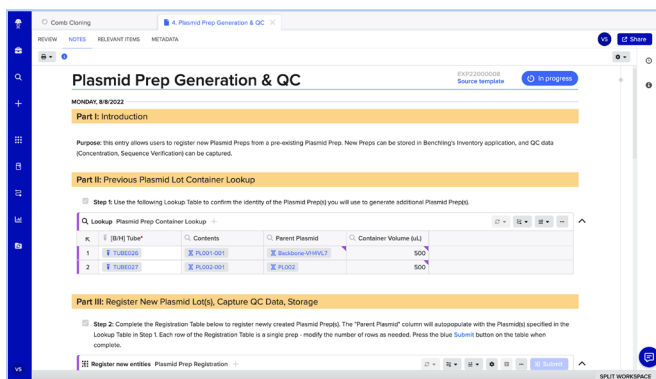 Comb Cloning
4. Plasmid Prep Generation & QC
REVIEW NOTES RELEVANT ITEMS METADATA
VS Share
Plasmid Prep Generation & QC
EXP22000008
Source template
In progress
MONDAY, 8/8/2022
Part I: Introduction
Purpose: this entry allows users to register new Plasmid Preps from a pre-existing Plasmid Prep. New Preps can be stored in Benchling's Inventory application, and QC data
(Concentration, Sequence Verification) can be captured.
Part II: Previous Plasmid Lot Container Lookup
Step 1: Use the following Lookup Table to confirm the identity of the Plasmid Prep(s) you will use to generate additional Plasmid Prep(s).
Lookup Plasmid Prep Container Lookup
[B/H] Tube* Contents Parent Plasmid Container Volume (uL)
1 TUBE026 PL001-001 Backbone-VH4VL7 500
2 TUBE027 PL002-001 PL002 500
Part III: Register New Plasmid Lot(s), Capture QC Data, Storage
Step 2: Complete the Registration Table below to register newly created Plasmid Prep(s). The "Parent Plasmid" column will autopopulate with the Plasmid(s) specified in the
Lookup Table in Step 1. Each row of the Registration Table is a single prep - modify the number of rows as needed. Press the blue Submit button on the table when
complete.
Register new entities Plasmid Prep Registration
Submit
VS
SPLIT WORKSPACE